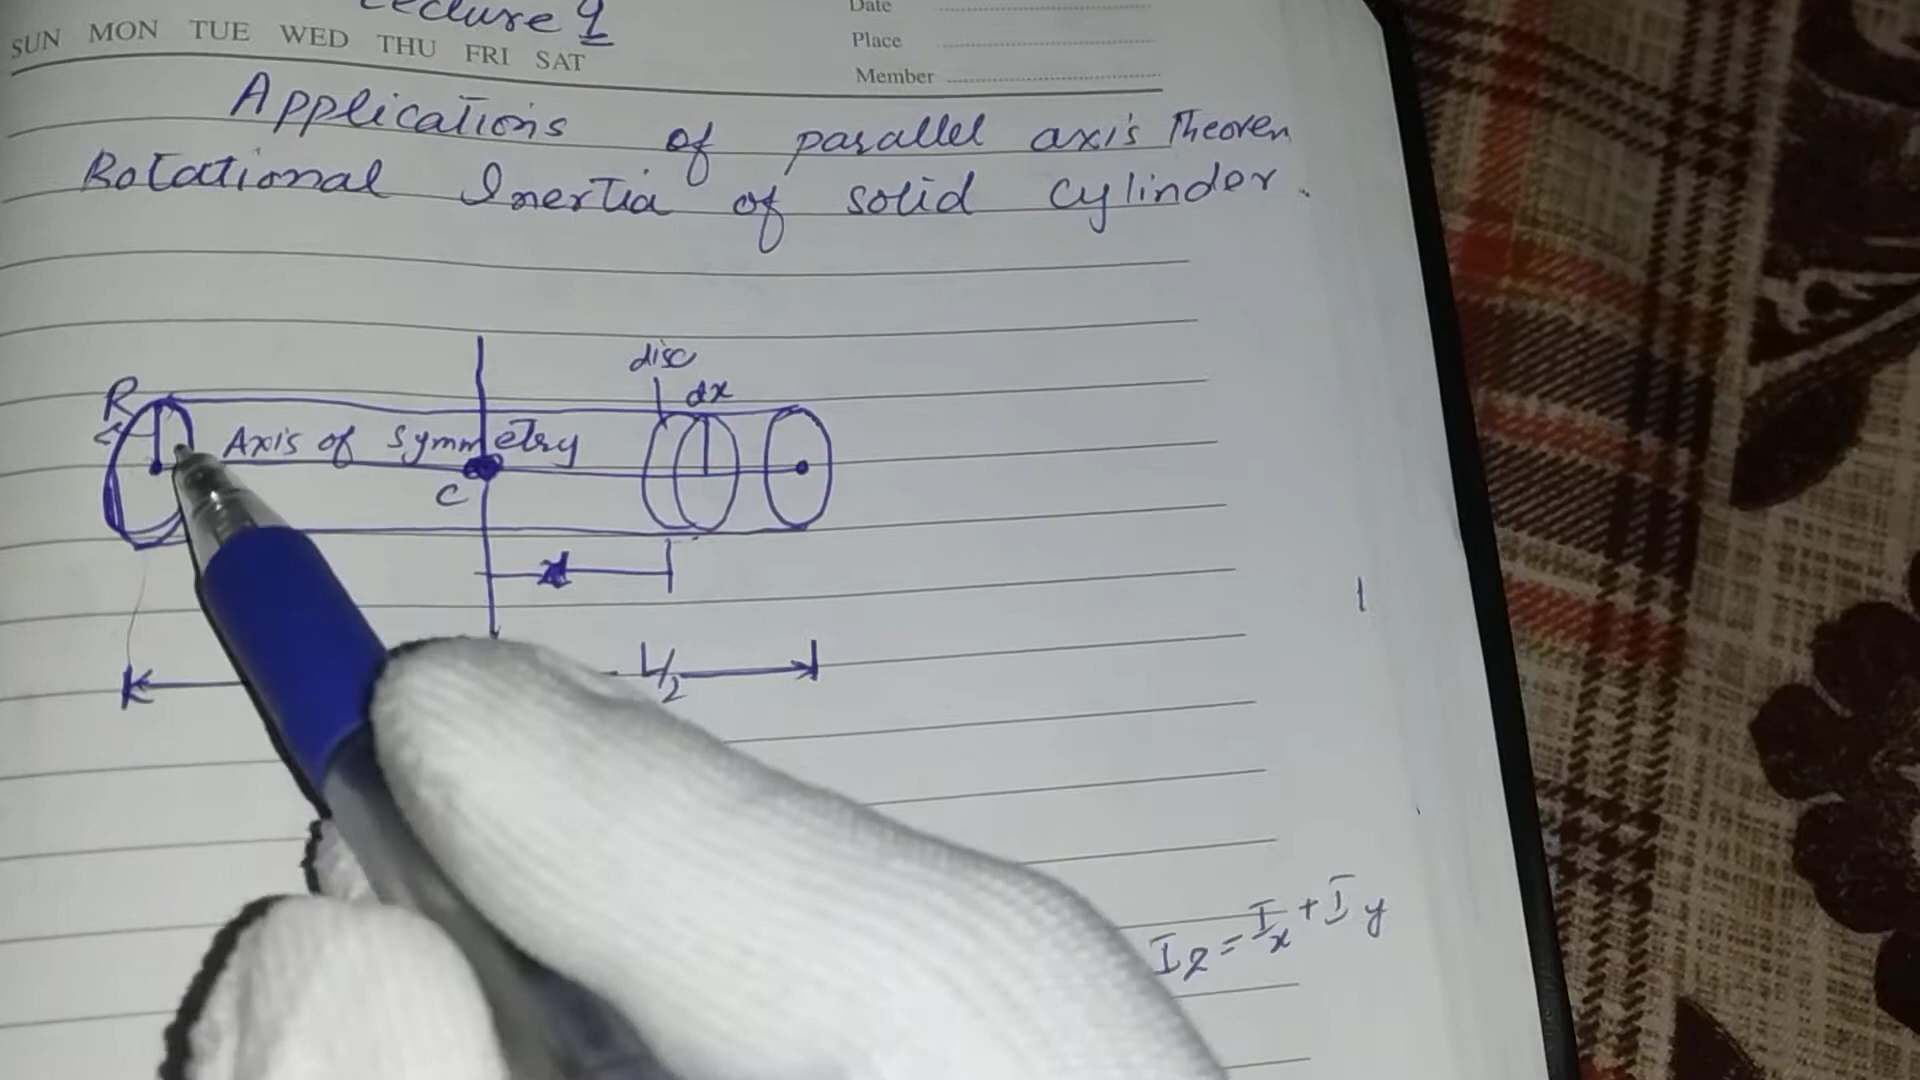 Lecture 9
SUN MON TUE WED THU FRI SAT
Date
Place
Member
Applications of parallel axis Theorem
Rotational Inertia of solid cylinder.
disc
dx
R
Axis of Symmetry
C
x
L/2
Iz = Ix + Iy